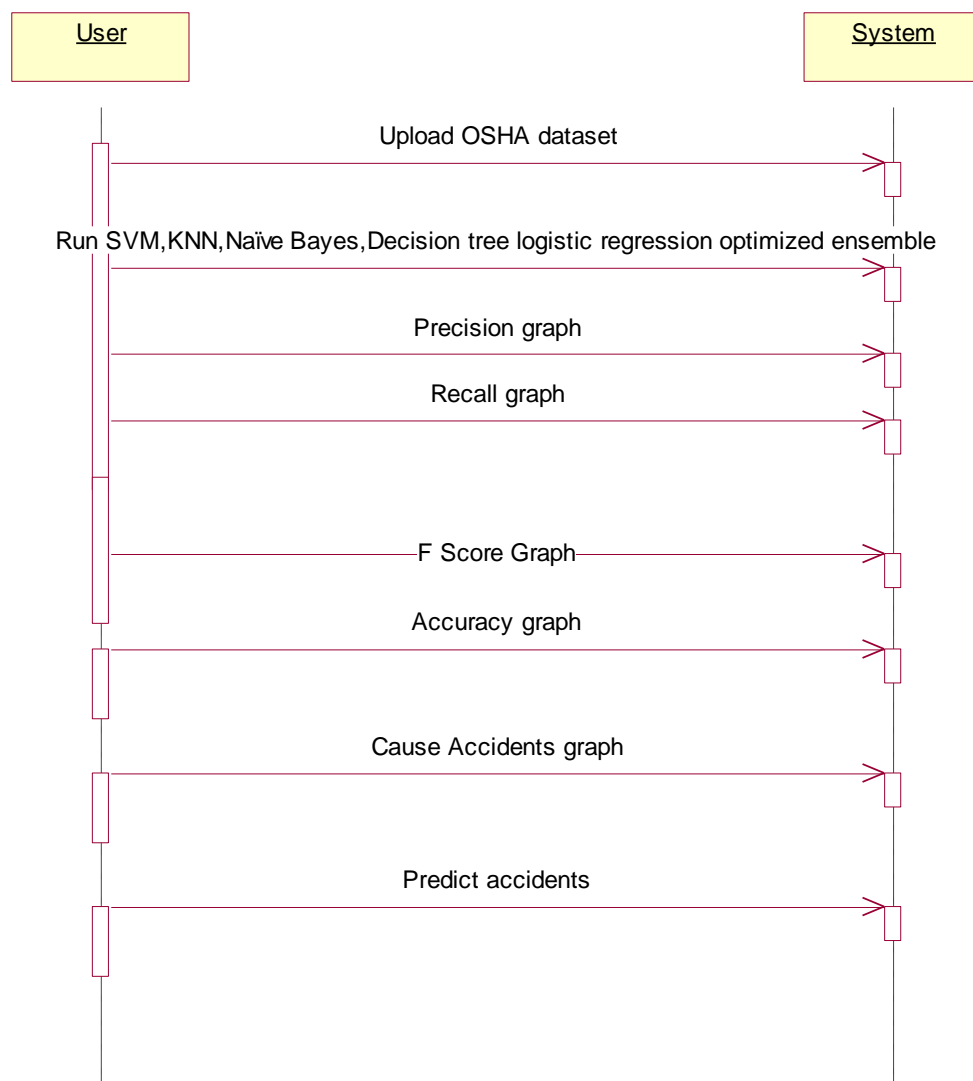 User
System
Upload OSHA dataset
Run SVM,KNN,Naïve Bayes,Decision tree logistic regression optimized ensemble
Precision graph
Recall graph
F Score Graph
Accuracy graph
Cause Accidents graph
Predict accidents